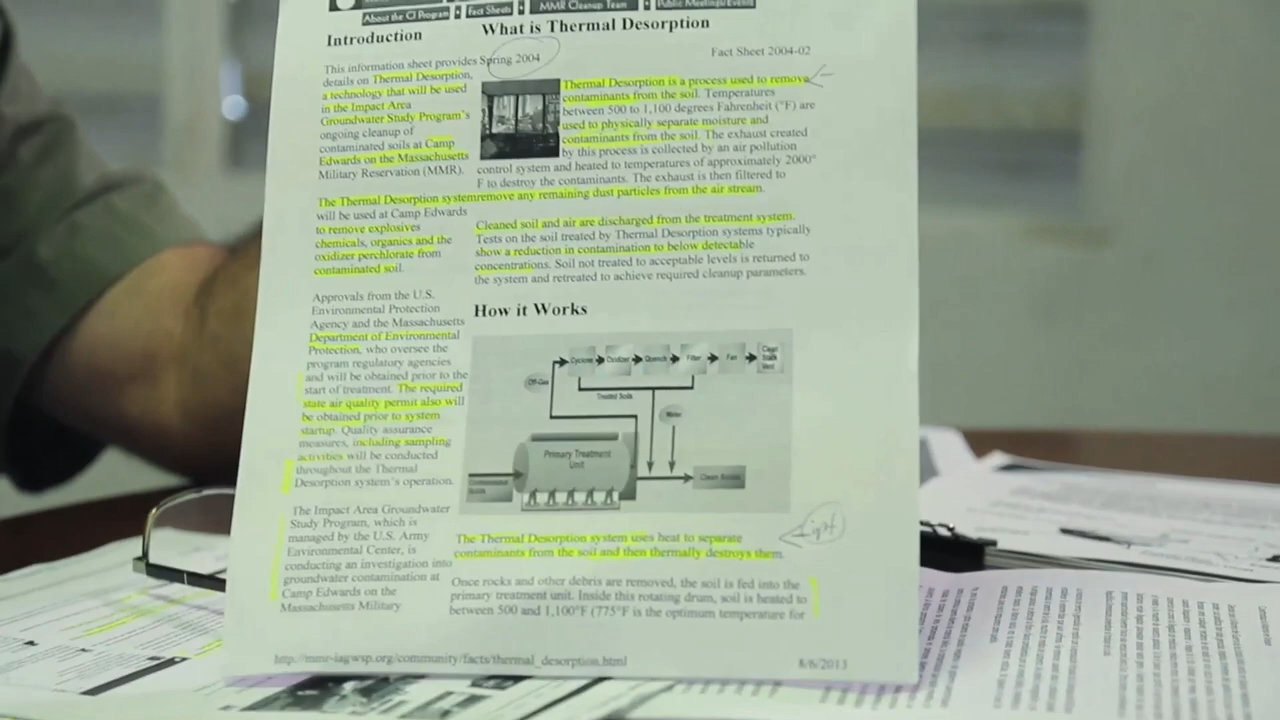 About the CI Program
Fact Sheets
MMR Cleanup Team
Public Meetings/Events
Introduction
This information sheet provides
details on Thermal Desorption,
a technology that will be used
in the Impact Area
Groundwater Study Program's
ongoing cleanup of
contaminated soils at Camp
Edwards on the Massachusetts
Military Reservation (MMR).
The Thermal Desorption system
will be used at Camp Edwards
to remove explosives
chemicals, organics and the
oxidizer perchlorate from
contaminated soil.
Approvals from the U.S.
Environmental Protection
Agency and the Massachusetts
Department of Environmental
Protection, who oversee the
program regulatory agencies
and will be obtained prior to the
start of treatment. The required
state air quality permit also will
be obtained prior to system
startup. Quality assurance
measures, including sampling
activities will be conducted
throughout the Thermal
Desorption system's operation.
The Impact Area Groundwater
Study Program, which is
managed by the U.S. Army
Environmental Center, is
conducting an investigation into
groundwater contamination at
Camp Edwards on the
Massachusetts Military
What is Thermal Desorption
Spring 2004
Fact Sheet 2004-02
Thermal Desorption is a process used to remove
contaminants from the soil. Temperatures
between 500 to 1,100 degrees Fahrenheit (°F) are
used to physically separate moisture and
contaminants from the soil. The exhaust created
by this process is collected by an air pollution
control system and heated to temperatures of approximately 2000°
F to destroy the contaminants. The exhaust is then filtered to
remove any remaining dust particles from the air stream.
Cleaned soil and air are discharged from the treatment system.
Tests on the soil treated by Thermal Desorption systems typically
show a reduction in contamination to below detectable
concentrations. Soil not treated to acceptable levels is returned to
the system and retreated to achieve required cleanup parameters.
How it Works
Cyclone
Oxidizer
Quench
Filter
Fan
Clean
Stack
Vent
Off-Gas
Treated Soils
Water
Primary Treatment
Unit
Contaminated
Soils
The Thermal Desorption system uses heat to separate
contaminants from the soil and then thermally destroys them.
Once rocks and other debris are removed, the soil is fed into the
primary treatment unit. Inside this rotating drum, soil is heated to
between 500 and 1,100°F (775°F is the optimum temperature for
http://mmr-iagwsp.org/community/facts/thermal_desorption.html
8/6/2013